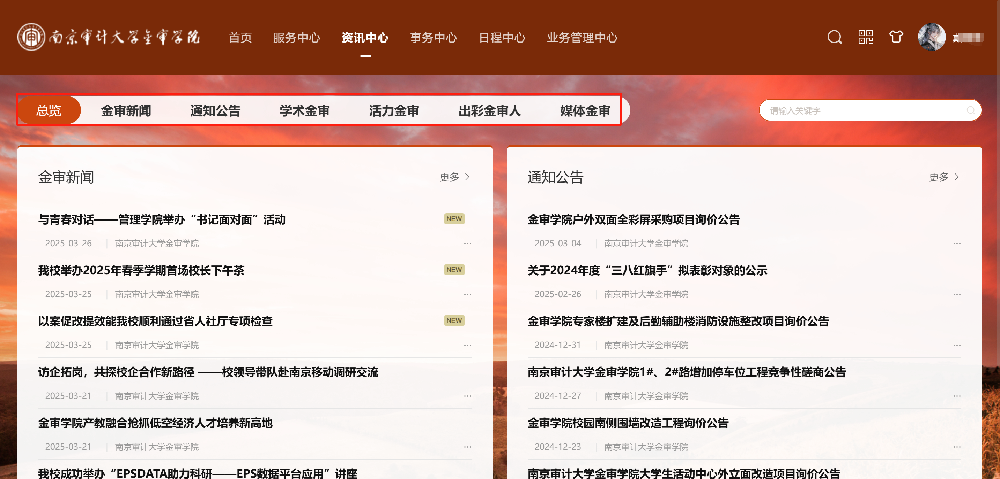 南京审计大学金审学院
首页 服务中心 资讯中心 事务中心 日程中心 业务管理中心
总览 金审新闻 通知公告 学术金审 活力金审 出彩金审人 媒体金审
请输入关键字
金审新闻 更多
与青春对话——管理学院举办“书记面对面”活动 NEW
2025-03-26 南京审计大学金审学院
我校举办2025年春季学期首场校长下午茶 NEW
2025-03-25 南京审计大学金审学院
以案促改提效能我校顺利通过省人社厅专项检查 NEW
2025-03-25 南京审计大学金审学院
访企拓岗，共探校企合作新路径 ——校领导带队赴南京移动调研交流
2025-03-21 南京审计大学金审学院
金审学院产教融合抢抓低空经济人才培养新高地
2025-03-21 南京审计大学金审学院
我校成功举办“EPSDATA助力科研——EPS数据平台应用”讲座
通知公告 更多
金审学院户外双面全彩屏采购项目询价公告
2025-03-04 南京审计大学金审学院
关于2024年度“三八红旗手”拟表彰对象的公示
2025-02-26 南京审计大学金审学院
金审学院专家楼扩建及后勤辅助楼消防设施整改项目询价公告
2024-12-31 南京审计大学金审学院
南京审计大学金审学院1#、2#路增加停车位工程竞争性磋商公告
2024-12-27 南京审计大学金审学院
金审学院校园南侧围墙改造工程询价公告
2024-12-23 南京审计大学金审学院
南京审计大学金审学院大学生活动中心外立面改造项目询价公告